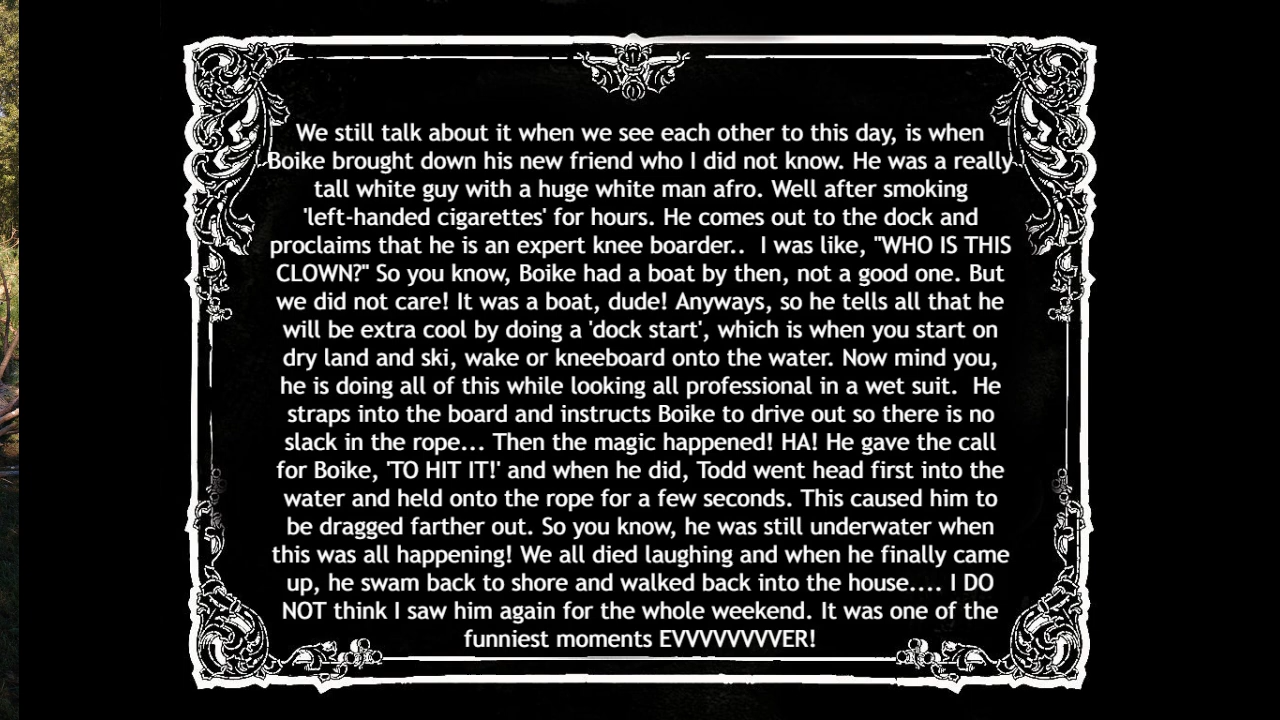 We still talk about it when we see each other to this day, is when
Boike brought down his new friend who I did not know. He was a really
tall white guy with a huge white man afro. Well after smoking
'left-handed cigarettes' for hours. He comes out to the dock and
proclaims that he is an expert knee boarder..  I was like, "WHO IS THIS
CLOWN?" So you know, Boike had a boat by then, not a good one. But
we did not care! It was a boat, dude! Anyways, so he tells all that he
will be extra cool by doing a 'dock start', which is when you start on
dry land and ski, wake or kneeboard onto the water. Now mind you,
he is doing all of this while looking all professional in a wet suit.  He
straps into the board and instructs Boike to drive out so there is no
slack in the rope... Then the magic happened! HA! He gave the call
for Boike, 'TO HIT IT!' and when he did, Todd went head first into the
water and held onto the rope for a few seconds. This caused him to
be dragged farther out. So you know, he was still underwater when
this was all happening! We all died laughing and when he finally came
up, he swam back to shore and walked back into the house.... I DO
NOT think I saw him again for the whole weekend. It was one of the
funniest moments EVVVVVVVVER!